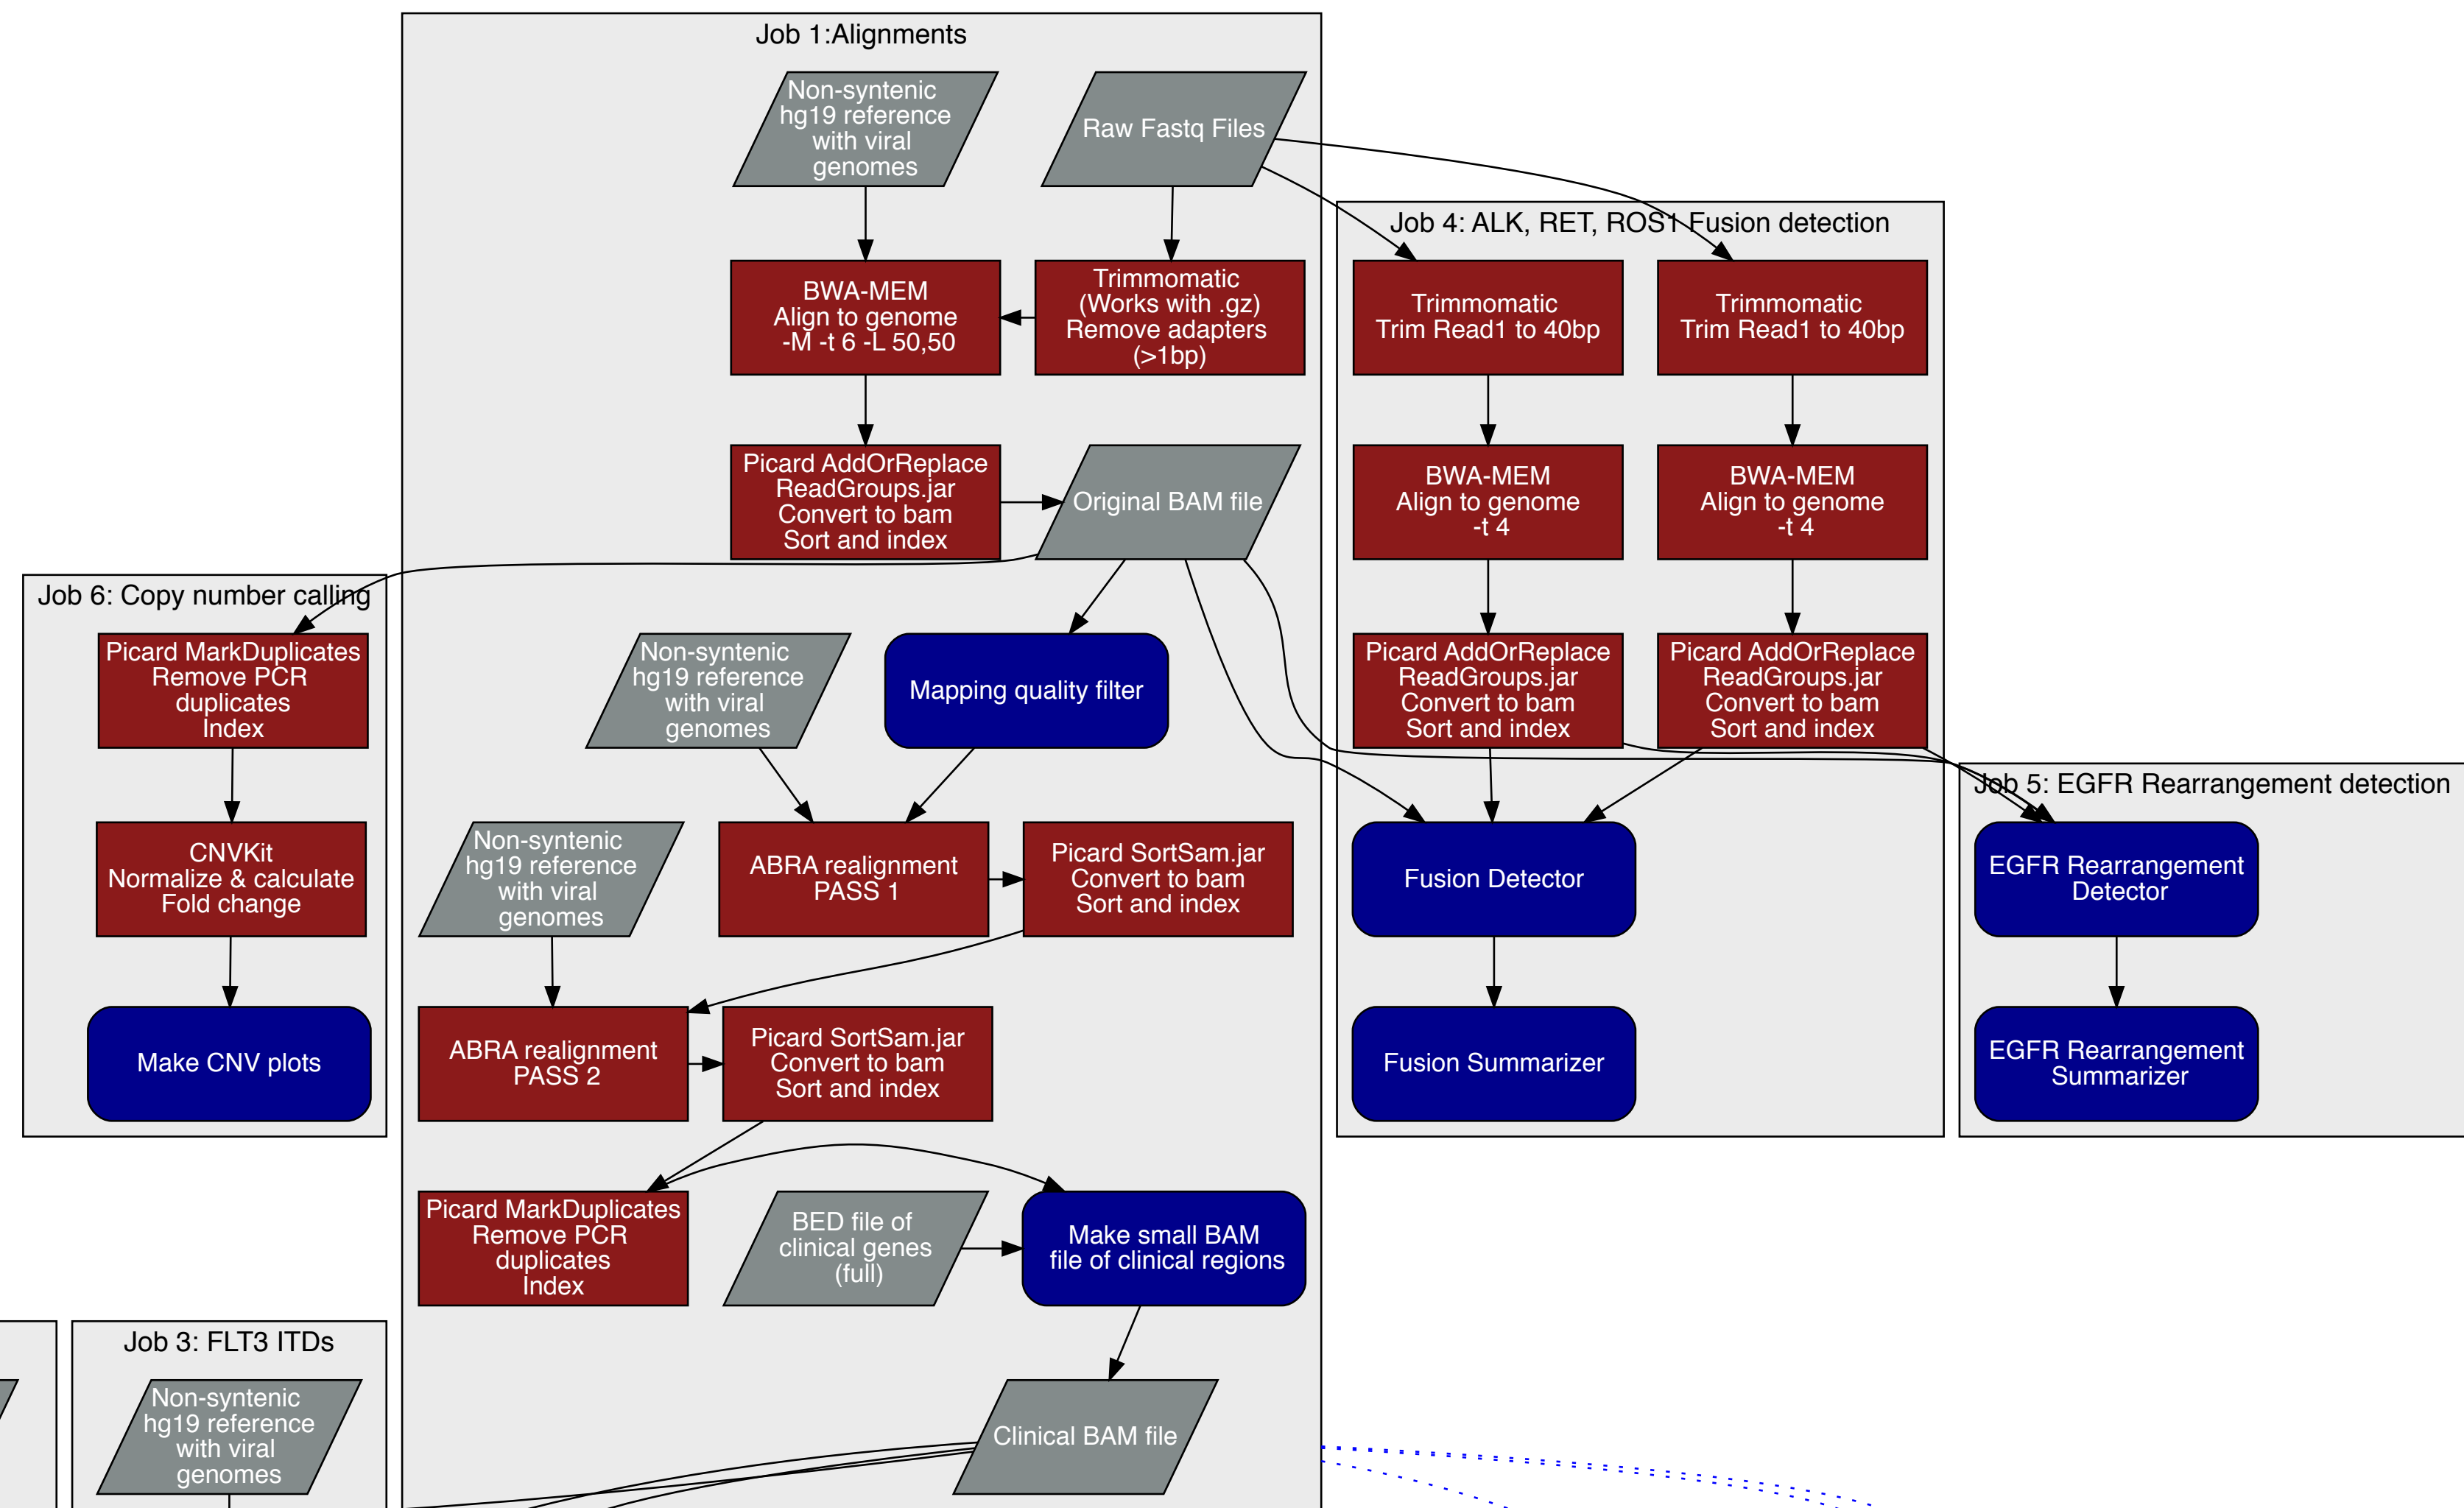 Job 1:Alignments
Non-syntenic
hg19 reference
with viral
genomes
Raw Fastq Files
Job 4: ALK, RET, ROS1 Fusion detection
BWA-MEM
Align to genome
-M -t 6 -L 50,50
Trimmomatic
(Works with .gz)
Remove adapters
(>1bp)
Trimmomatic
Trim Read1 to 40bp
Trimmomatic
Trim Read1 to 40bp
Picard AddOrReplace
ReadGroups.jar
Convert to bam
Sort and index
Original BAM file
BWA-MEM
Align to genome
-t 4
BWA-MEM
Align to genome
-t 4
Job 6: Copy number calling
Picard MarkDuplicates
Remove PCR
duplicates
Index
Non-syntenic
hg19 reference
with viral
genomes
Mapping quality filter
Picard AddOrReplace
ReadGroups.jar
Convert to bam
Sort and index
Picard AddOrReplace
ReadGroups.jar
Convert to bam
Sort and index
Job 5: EGFR Rearrangement detection
CNVKit
Normalize & calculate
Fold change
Non-syntenic
hg19 reference
with viral
genomes
ABRA realignment
PASS 1
Picard SortSam.jar
Convert to bam
Sort and index
Fusion Detector
EGFR Rearrangement
Detector
Make CNV plots
ABRA realignment
PASS 2
Picard SortSam.jar
Convert to bam
Sort and index
Fusion Summarizer
EGFR Rearrangement
Summarizer
Picard MarkDuplicates
Remove PCR
duplicates
Index
BED file of
clinical genes
(full)
Make small BAM
file of clinical regions
Job 3: FLT3 ITDs
Non-syntenic
hg19 reference
with viral
genomes
Clinical BAM file